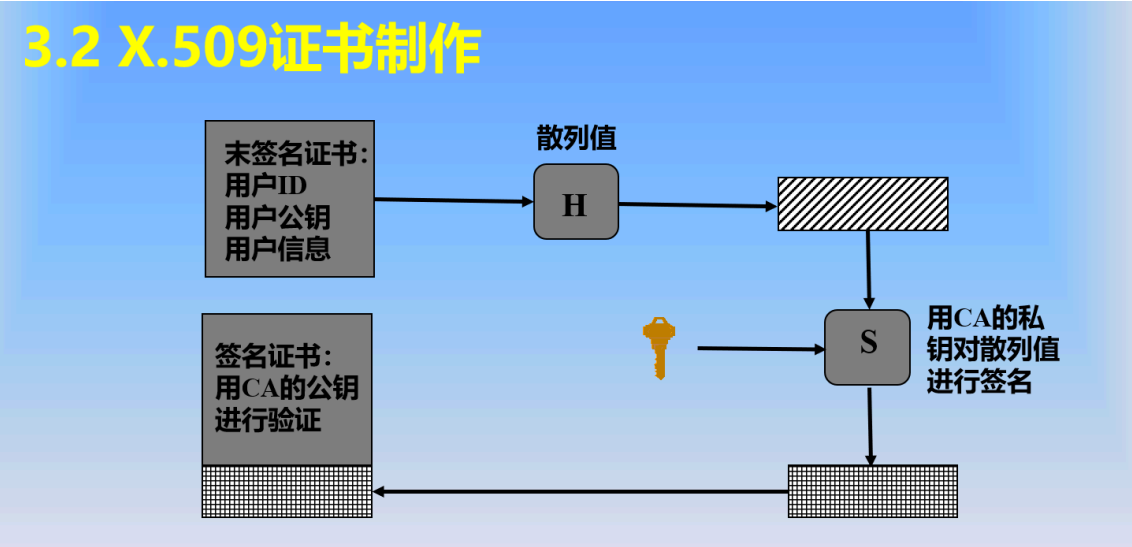 3.2 X.509证书制作
散列值
末签名证书：
用户ID
用户公钥
用户信息
H
签名证书：
用CA的公钥
进行验证
S
用CA的私
钥对散列值
进行签名